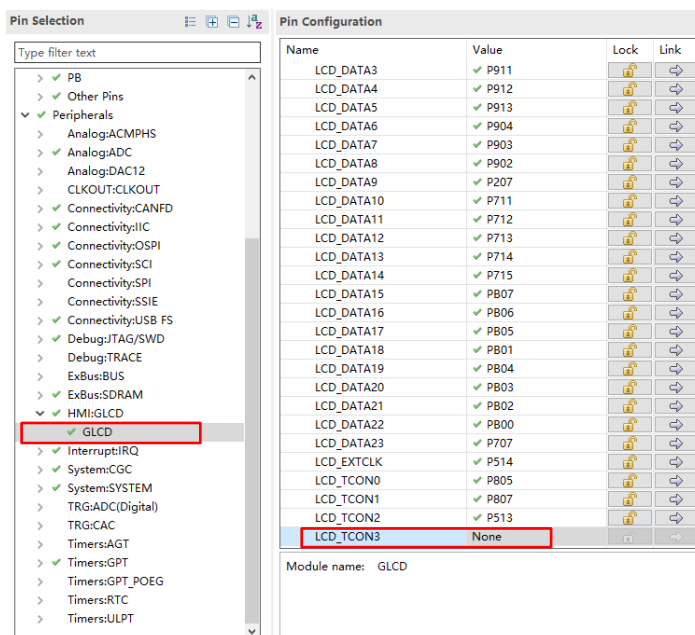 Pin Selection
Type filter text
PB
Other Pins
Peripherals
Analog:ACMPHS
Analog:ADC
Analog:DAC12
CLKOUT:CLKOUT
Connectivity:CANFD
Connectivity:IIC
Connectivity:OSPI
Connectivity:SCI
Connectivity:SPI
Connectivity:SSIE
Connectivity:USB FS
Debug:JTAG/SWD
Debug:TRACE
ExBus:BUS
ExBus:SDRAM
HMI:GLCD
GLCD
Interrupt:IRQ
System:CGC
System:SYSTEM
TRG:ADC(Digital)
TRG:CAC
Timers:AGT
Timers:GPT
Timers:GPT_POEG
Timers:RTC
Timers:ULPT
Pin Configuration
Name Value Lock Link
LCD_DATA3 P911
LCD_DATA4 P912
LCD_DATA5 P913
LCD_DATA6 P904
LCD_DATA7 P903
LCD_DATA8 P902
LCD_DATA9 P207
LCD_DATA10 P711
LCD_DATA11 P712
LCD_DATA12 P713
LCD_DATA13 P714
LCD_DATA14 P715
LCD_DATA15 PB07
LCD_DATA16 PB06
LCD_DATA17 PB05
LCD_DATA18 PB01
LCD_DATA19 PB04
LCD_DATA20 PB03
LCD_DATA21 PB02
LCD_DATA22 PB00
LCD_DATA23 P707
LCD_EXTCLK P514
LCD_TCON0 P805
LCD_TCON1 P807
LCD_TCON2 P513
LCD_TCON3 None
Module name: GLCD